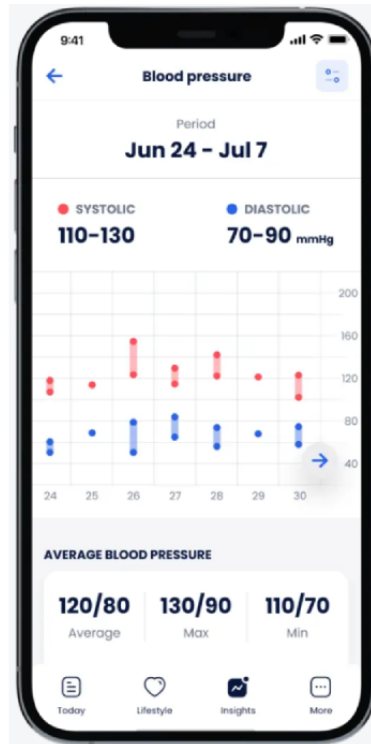 9:41
Blood pressure
Period
Jun 24 – Jul 7
SYSTOLIC DIASTOLIC
110–130 70–90 mmHg
200
160
120
80
40
24 25 26 27 28 29 30
AVERAGE BLOOD PRESSURE
120/80 130/90 110/70
Average Max Min
Today Lifestyle Insights More